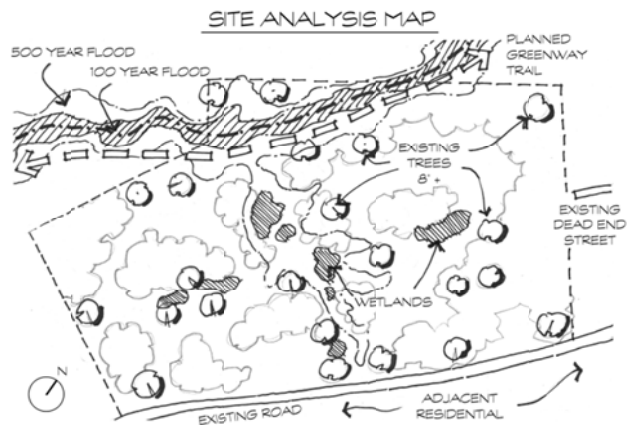 SITE ANALYSIS MAP
500 YEAR FLOOD
100 YEAR FLOOD
PLANNED
GREENWAY
TRAIL
EXISTING
TREES
8" +
EXISTING
DEAD END
STREET
WETLANDS
N
EXISTING ROAD
ADJACENT
RESIDENTIAL